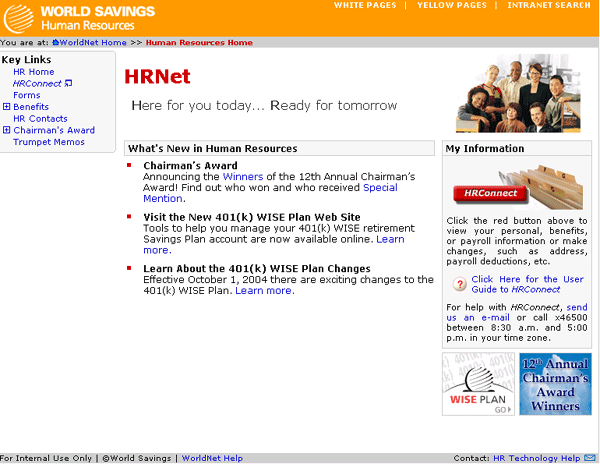 WORLD SAVINGS
Human Resources
WHITE PAGES | YELLOW PAGES | INTRANET SEARCH
You are at: WorldNet Home >> Human Resources Home
Key Links
HR Home
HRConnect
Forms
Benefits
HR Contacts
Chairman's Award
Trumpet Memos
HRNet
Here for you today... Ready for tomorrow
What's New in Human Resources
Chairman's Award
Announcing the Winners of the 12th Annual Chairman's
Award! Find out who won and who received Special
Mention.
Visit the New 401(k) WISE Plan Web Site
Tools to help you manage your 401(k) WISE retirement
Savings Plan account are now available online. Learn
more.
Learn About the 401(k) WISE Plan Changes
Effective October 1, 2004 there are exciting changes to the
401(k) WISE Plan. Learn more.
My Information
HRConnect
Click the red button above to
view your personal, benefits,
or payroll information or make
changes, such as address,
payroll deductions, etc.
? Click Here for the User
Guide to HRConnect
For help with HRConnect, send
us an e-mail or call x46500
between 8:30 a.m. and 5:00
p.m. in your time zone.
WISE PLAN
GO
12th Annual
Chairman's
Award
Winners
For Internal Use Only | ©World Savings | WorldNet Help
Contact: HR Technology Help